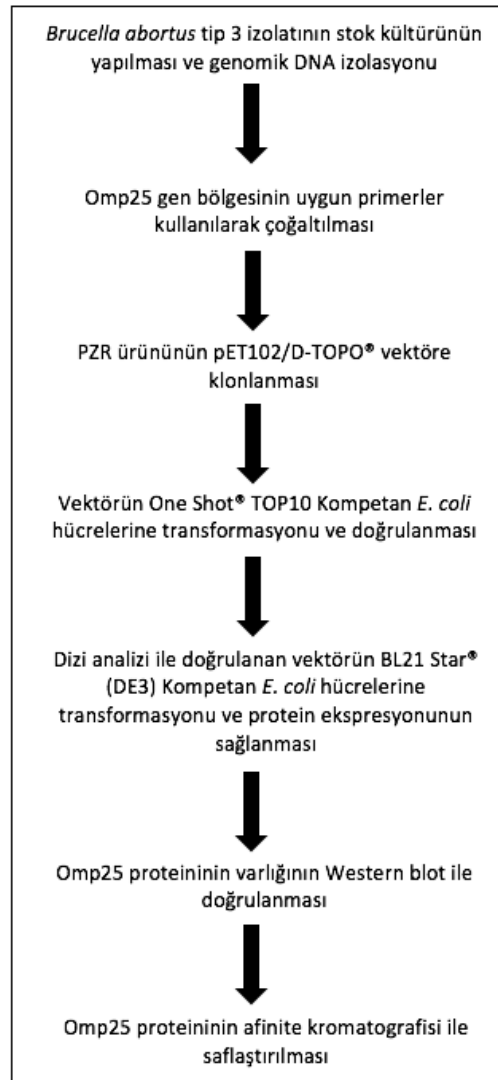 Brucella abortus tip 3 izolatının stok kültürünün
yapılması ve genomik DNA izolasyonu
Omp25 gen bölgesinin uygun primerler
kullanılarak çoğaltılması
PZR ürününün pET102/D-TOPO® vektöre
klonlanması
Vektörün One Shot® TOP10 Kompetan E. coli
hücrelerine transformasyonu ve doğrulanması
Dizi analizi ile doğrulanan vektörün BL21 Star®
(DE3) Kompetan E. coli hücrelerine
transformasyonu ve protein ekspresyonunun
sağlanması
Omp25 proteininin varlığının Western blot ile
doğrulanması
Omp25 proteininin afinite kromatografisi ile
saflaştırılması